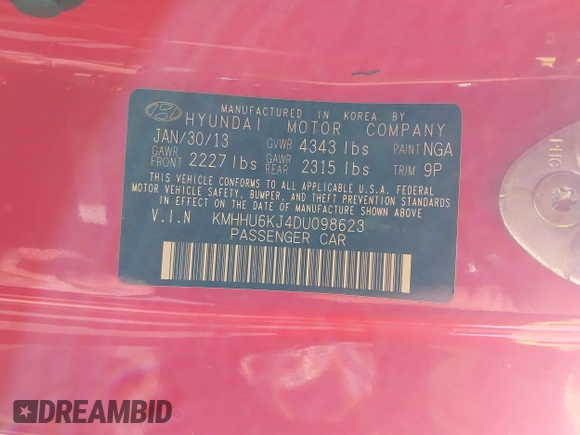 MANUFACTURED IN KOREA BY
HYUNDAI MOTOR COMPANY
JAN/30/13 GVWR 4343 lbs PAINT NGA
GAWR FRONT 2227 lbs GAWR REAR 2315 lbs TRIM 9P
THIS VEHICLE CONFORMS TO ALL APPLICABLE U.S.A. FEDERAL
MOTOR VEHICLE SAFETY, BUMPER, AND THEFT PREVENTION
STANDARDS IN EFFECT ON THE DATE OF MANUFACTURE SHOWN ABOVE
V.I.N KMHHU6KJ4DU098623
PASSENGER CAR
DREAMBID